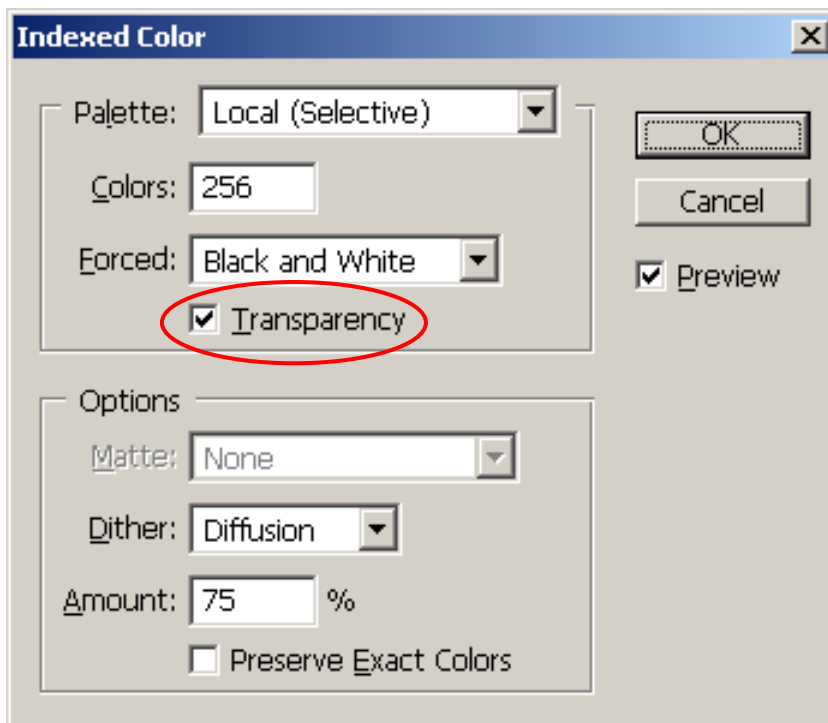 Indexed Color
Palette: Local (Selective)
OK
Colors: 256
Cancel
Forced: Black and White
Preview
Transparency
Options
Matte: None
Dither: Diffusion
Amount: 75 %
Preserve Exact Colors